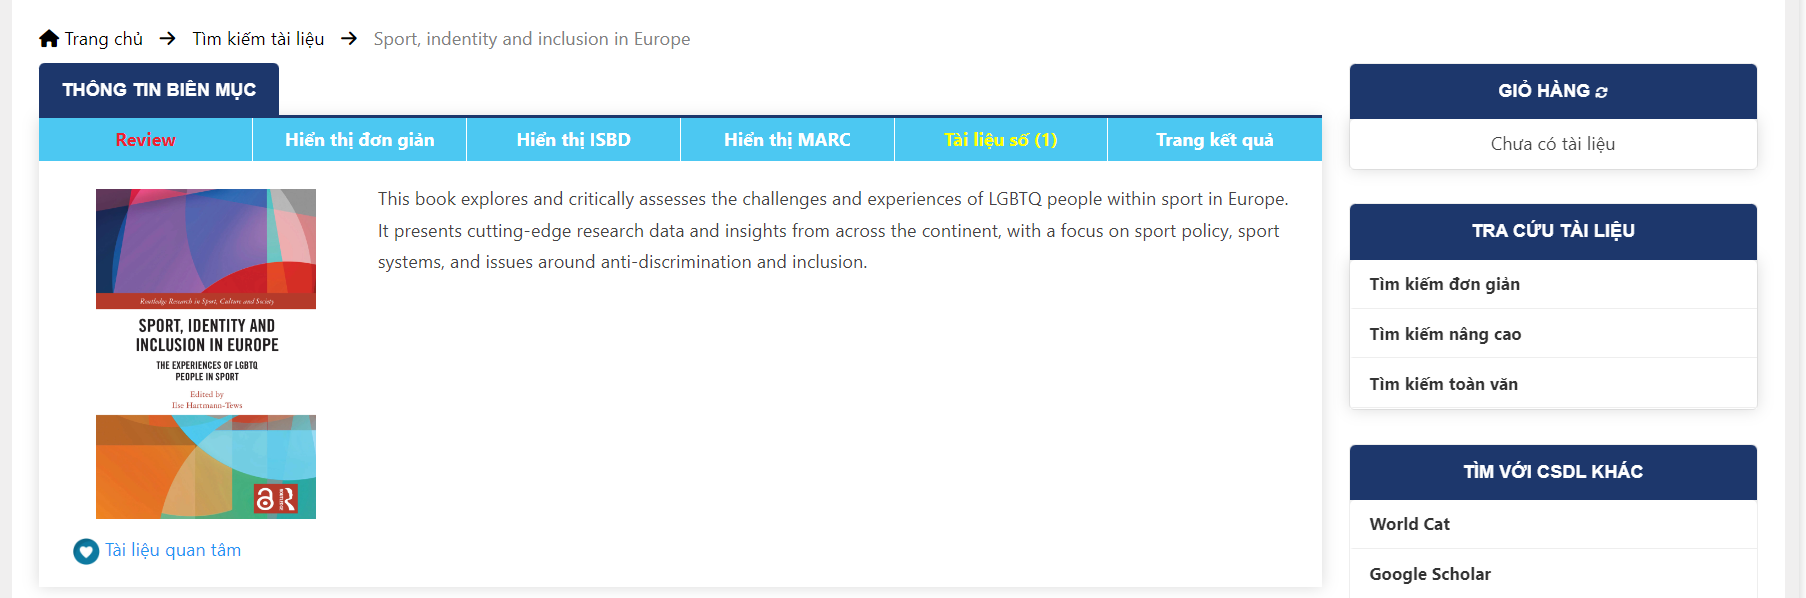 Trang chủ → Tìm kiếm tài liệu → Sport, indentity and inclusion in Europe
THÔNG TIN BIÊN MỤC
Review
Hiển thị đơn giản
Hiển thị ISBD
Hiển thị MARC
Tài liệu số (1)
Trang kết quả
Routledge Research in Sport, Culture and Society
SPORT, IDENTITY AND
INCLUSION IN EUROPE
THE EXPERIENCES OF LGBTQ
PEOPLE IN SPORT
Edited by
Ilse Hartmann-Tews
This book explores and critically assesses the challenges and experiences of LGBTQ people within sport in Europe.
It presents cutting-edge research data and insights from across the continent, with a focus on sport policy, sport
systems, and issues around anti-discrimination and inclusion.
Tài liệu quan tâm
GIỎ HÀNG
Chưa có tài liệu
TRA CỨU TÀI LIỆU
Tìm kiếm đơn giản
Tìm kiếm nâng cao
Tìm kiếm toàn văn
TÌM VỚI CSDL KHÁC
World Cat
Google Scholar